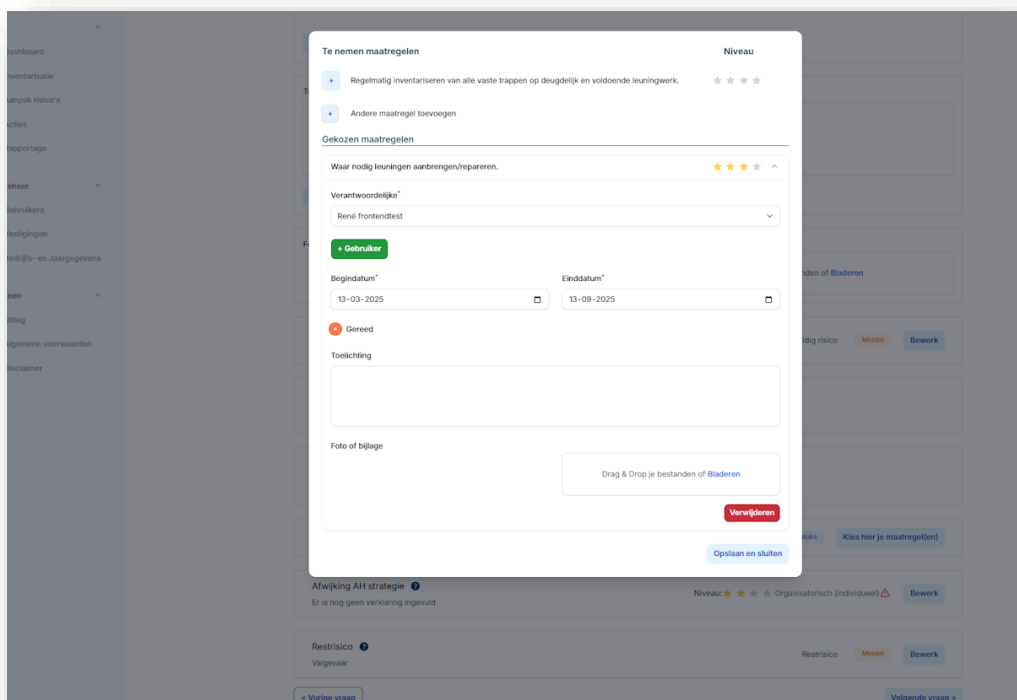 Te nemen maatregelen Niveau
+ Regelmatig inventariseren van alle vaste trappen op deugdelijk en voldoende leuningwerk.
+ Andere maatregel toevoegen
Gekozen maatregelen
Waar nodig leuningen aanbrengen/repareren.
Verantwoordelijke*
René frontendtest
+ Gebruiker
Begindatum* Einddatum*
13-03-2025 13-09-2025
Gereed
Toelichting
Foto of bijlage
Drag & Drop je bestanden of Bladeren
Verwijderen
Opslaan en sluiten
Dashboard
Inventarisatie
Aanpak risico's
Acties
Rapportage
Beheer
Gebruikers
Vestigingen
Bedrijfs- en Jaargegevens
Uitleg
Algemene voorwaarden
Disclaimer
of Bladeren
risico Middel Bewerk
Kies hier je maatregel(en)
Afwijking AH strategie ?
Er is nog geen verklaring ingevuld
Niveau: Organisatorisch (individueel) Bewerk
Restrisico ?
Valgevaar
Restrisico Middel Bewerk
< Vorige vraag Volgende vraag >